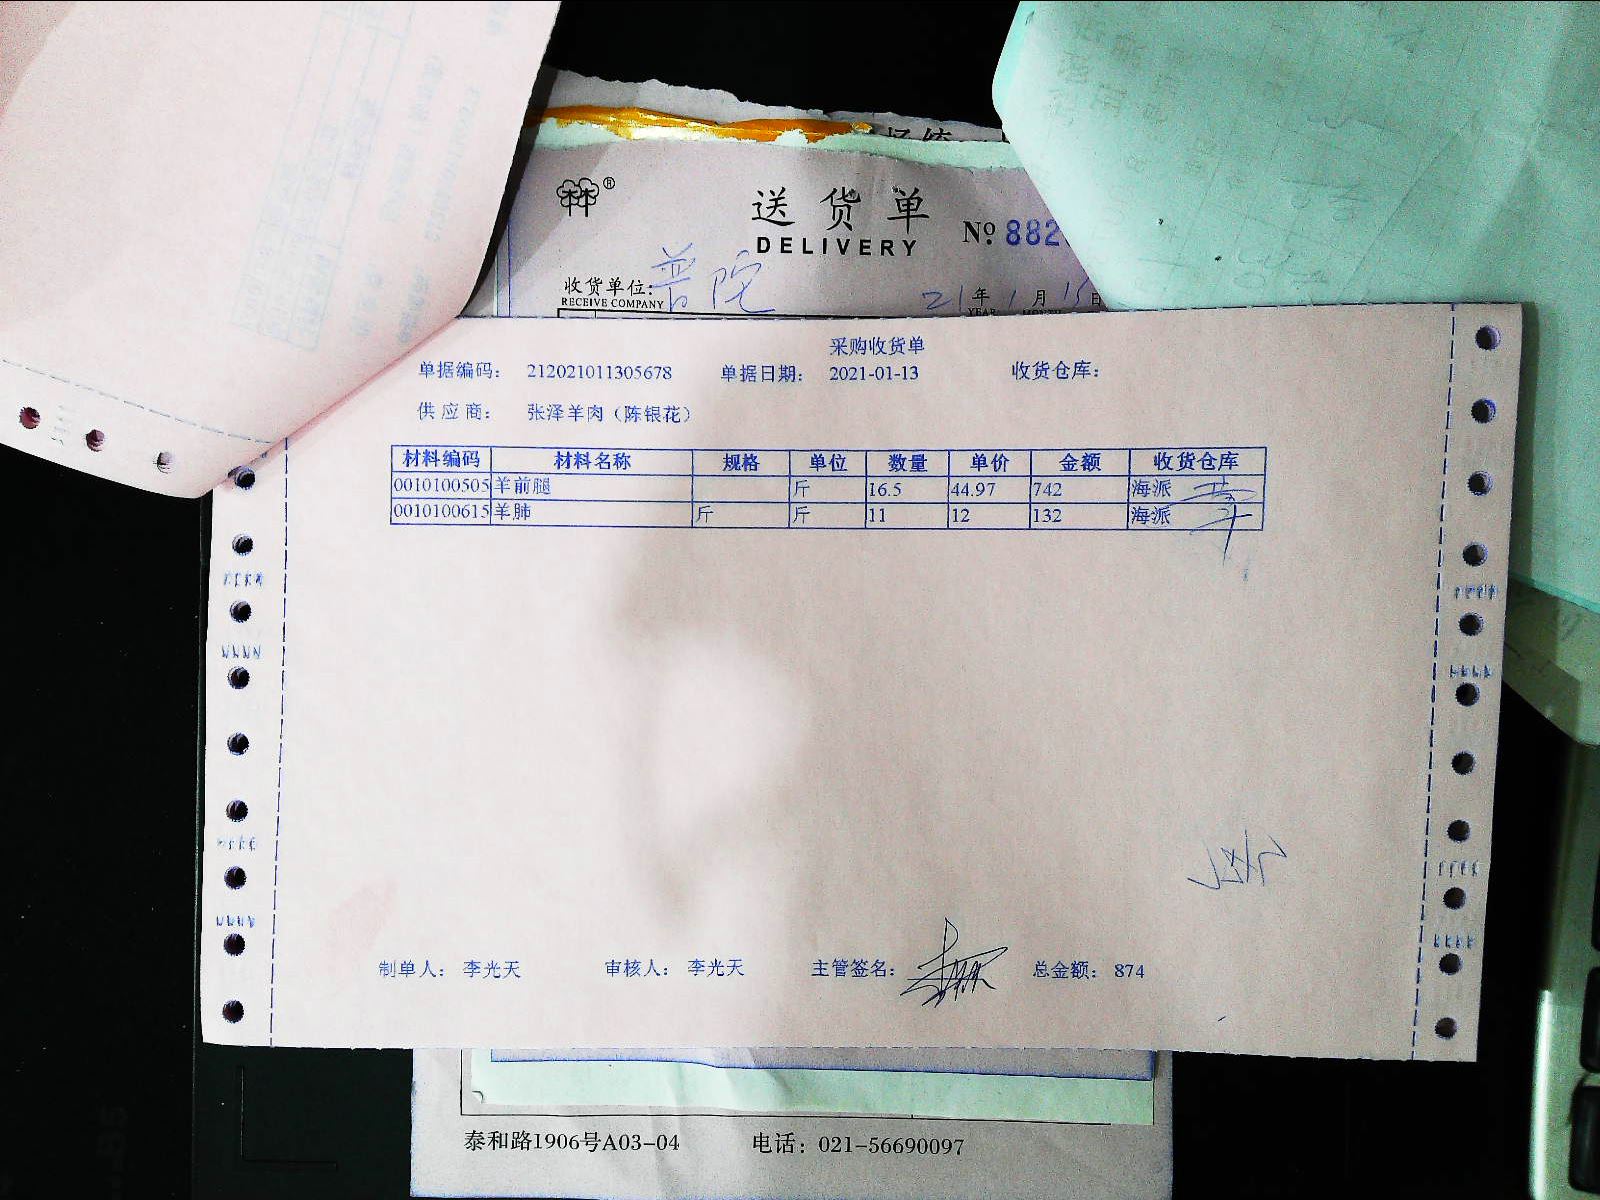 送货单
DELIVERY
No. 882
收货单位: 普陀
RECEIVE COMPANY
21年1月15日
采购收货单
单据编码： 212021011305678 单据日期： 2021-01-13 收货仓库：
供应商： 张泽羊肉（陈银花）
材料编码 材料名称 规格 单位 数量 单价 金额 收货仓库
0010100505 羊前腿 斤 16.5 44.97 742 海派
0010100615 羊肺 斤 斤 11 12 132 海派
制单人： 李光天 审核人： 李光天 主管签名： 总金额： 874
泰和路1906号A03-04 电话：021-56690097